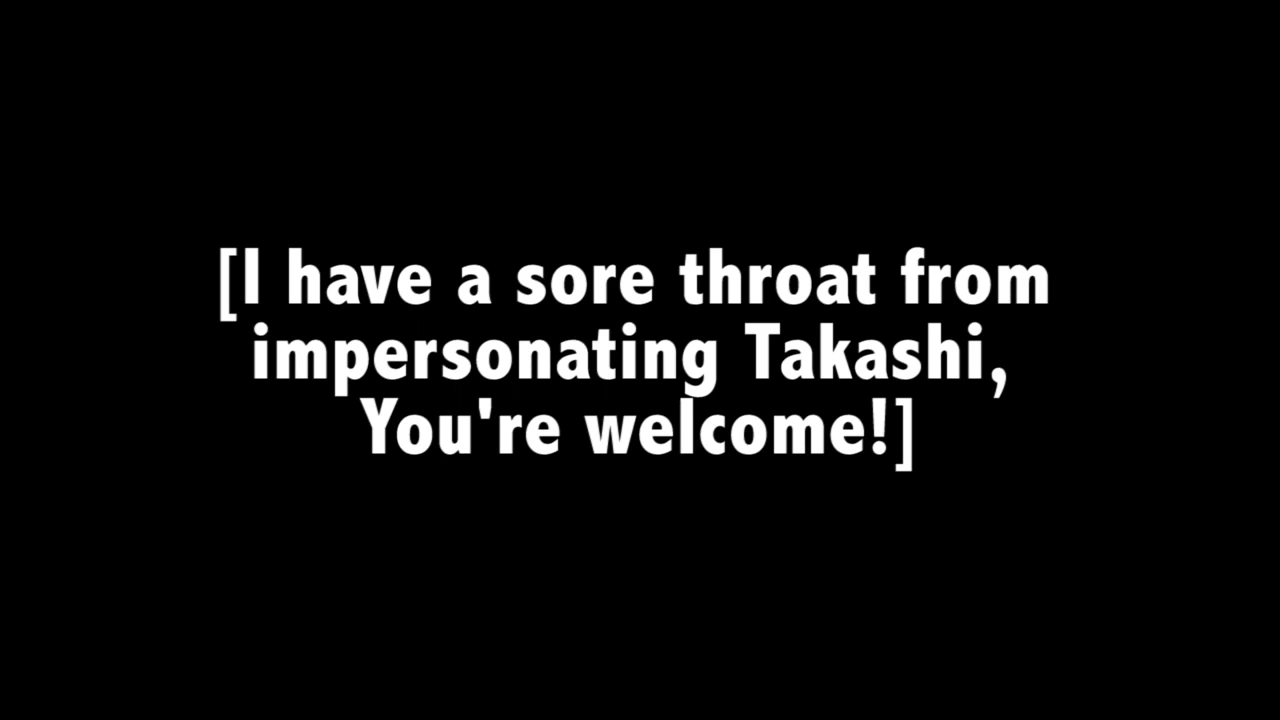 [I have a sore throat from
impersonating Takashi,
You're welcome!]